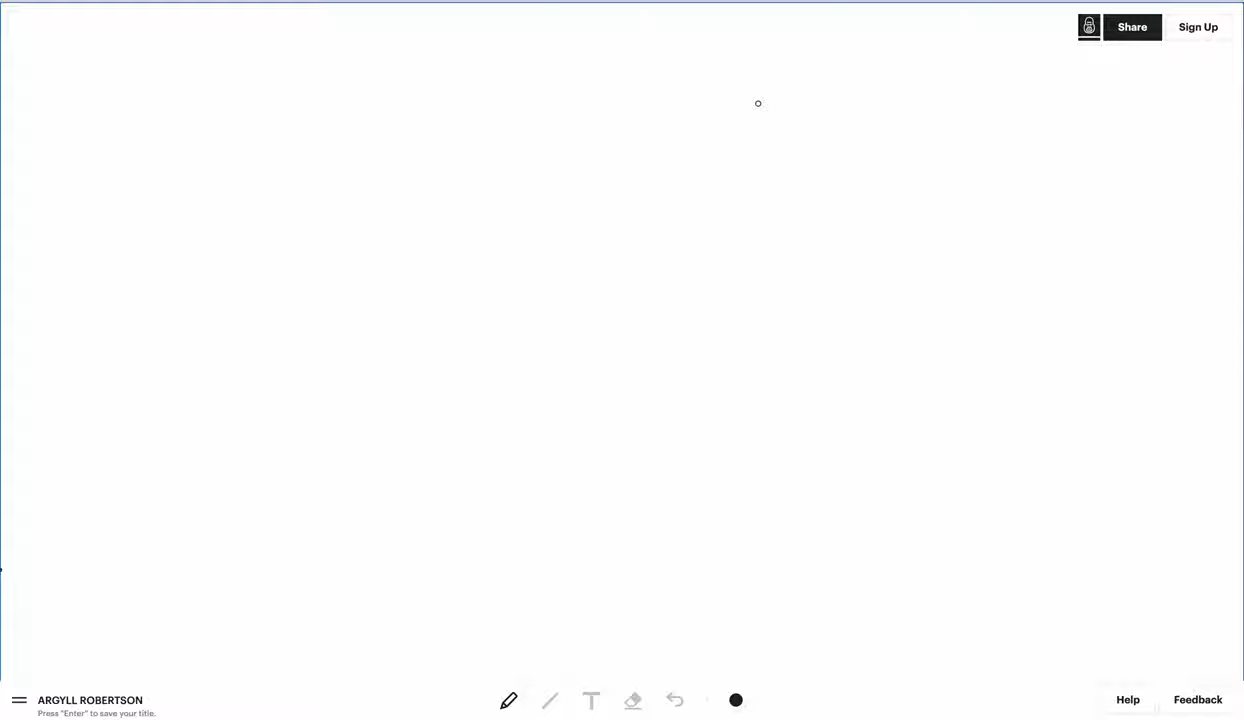 Share Sign Up
ARGYLL ROBERTSON
Press "Enter" to save your title.
T
Help Feedback